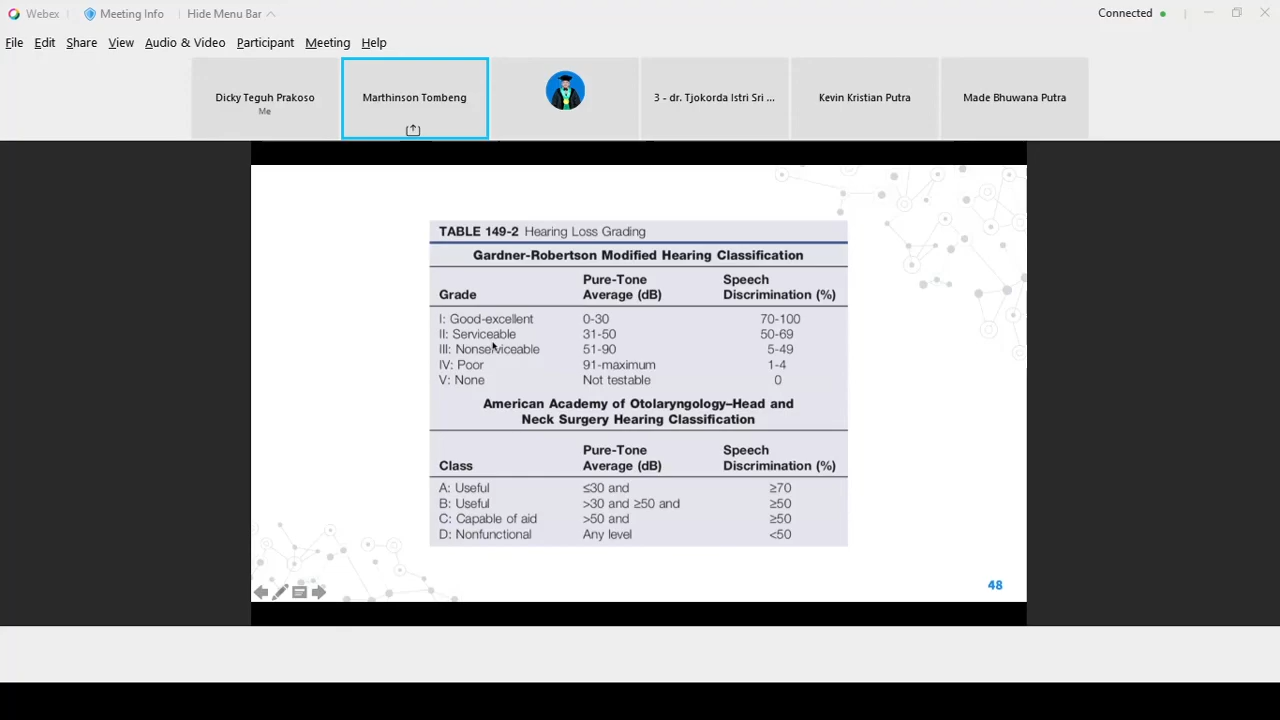 Webex Meeting Info Hide Menu Bar Connected
File Edit Share View Audio & Video Participant Meeting Help
Dicky Teguh Prakoso Marthinson Tombeng 3 - dr. Tjokorda Istri Sri ... Kevin Kristian Putra Made Bhuwana Putra
Me
TABLE 149-2 Hearing Loss Grading
Gardner-Robertson Modified Hearing Classification
Pure-Tone Speech
Grade Average (dB) Discrimination (%)
I: Good-excellent 0-30 70-100
II: Serviceable 31-50 50-69
III: Nonserviceable 51-90 5-49
IV: Poor 91-maximum 1-4
V: None Not testable 0
American Academy of Otolaryngology–Head and
Neck Surgery Hearing Classification
Pure-Tone Speech
Class Average (dB) Discrimination (%)
A: Useful ≤30 and ≥70
B: Useful >30 and ≥50 and ≥50
C: Capable of aid >50 and ≥50
D: Nonfunctional Any level <50
48